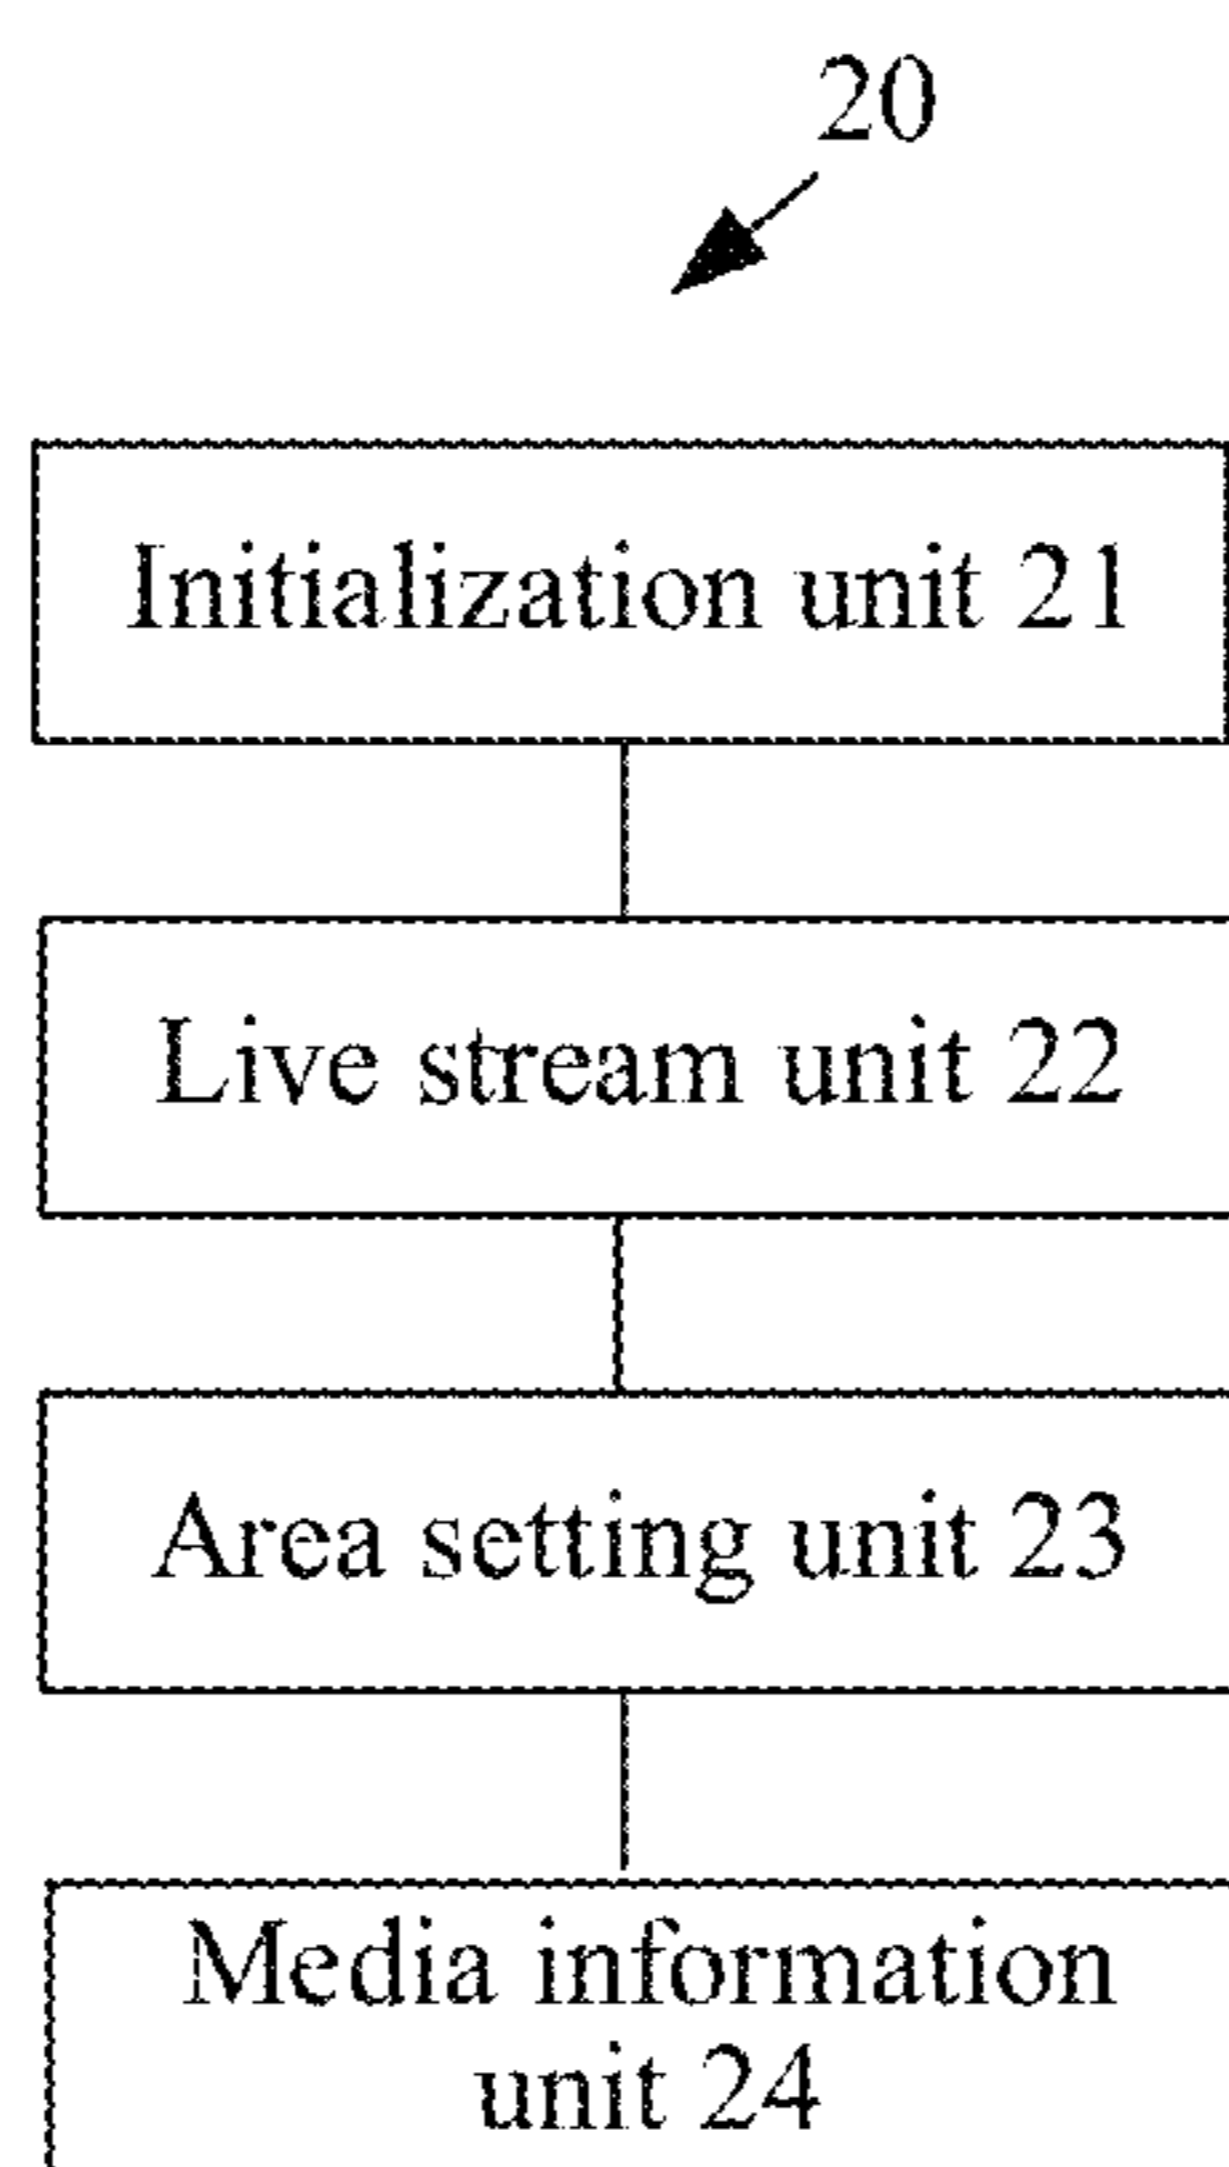 20
Initialization unit 21
Live stream unit 22
Area setting unit 23
Media information
unit 24